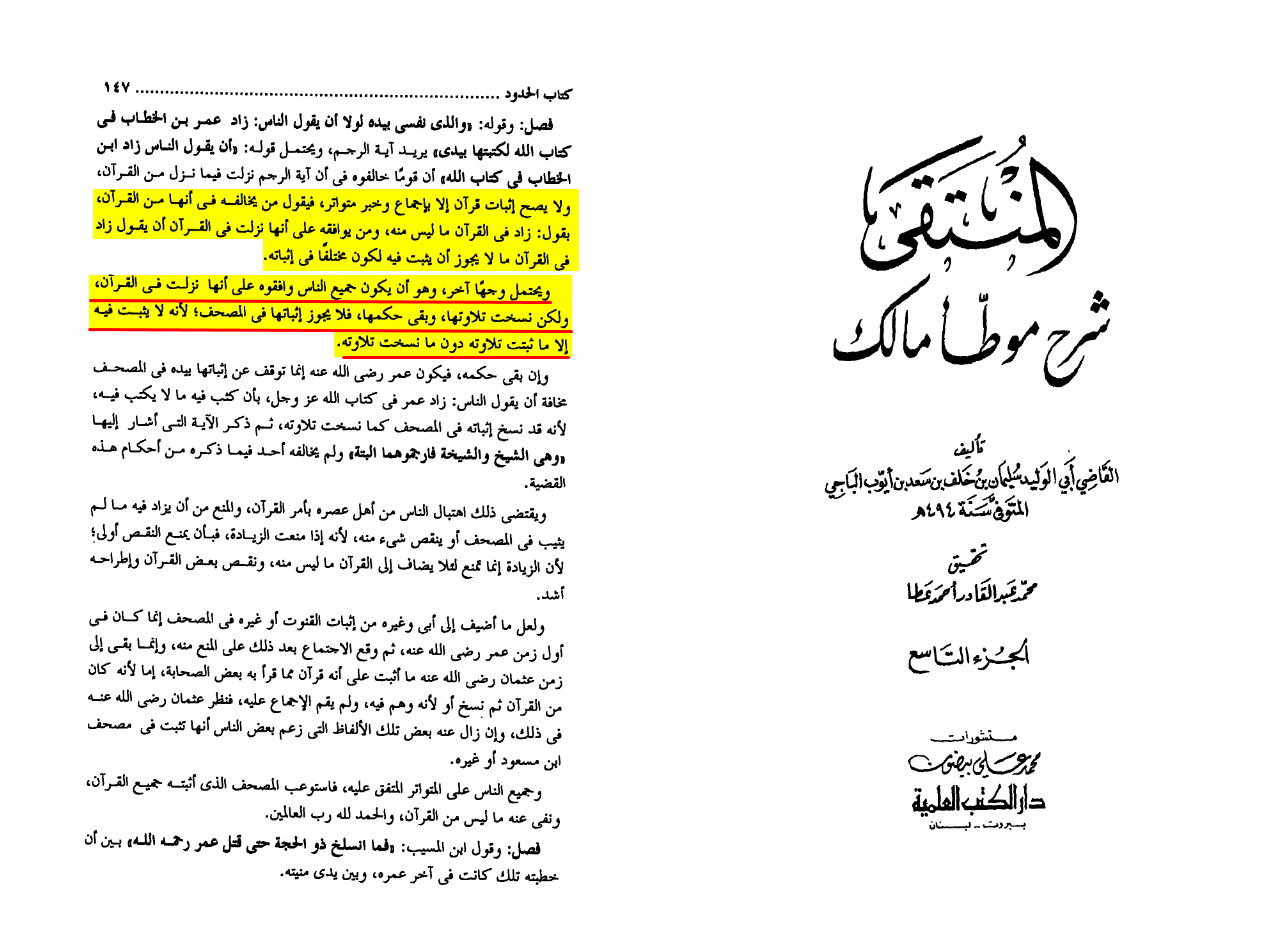 المنتقى
شرح موطأ مالك
تأليف
القاضي أبي الوليد سليمان بن خلف بن سعد بن أيوب الباجي
المتوفى سنة ٤٩٤هـ
تحقيق
محمد عبد القادر أحمد عطا
الجزء التاسع
منشورات
محمد علي بيضون
دار الكتب العلمية
بيروت - لبنان
كتاب الحدود ........................................................................... ١٤٧
فصل: وقوله: «والذى نفسى بيده لولا أن يقول الناس: زاد عمر بن الخطاب فى
كتاب الله لكتبتها بيدى» يريد آية الرجم، ويحتمل قوله: «أن يقول الناس زاد ابن
الخطاب فى كتاب الله» أن قومًا خالفوه فى أن آية الرجم نزلت فيما نزل من القرآن،
ولا يصح إثبات قرآن إلا بإجماع وخبر متواتر، فيقول من يخالفه فى أنها من القرآن،
بقول: زاد فى القرآن ما ليس منه، ومن يوافقه على أنها نزلت فى القرآن أن يقول زاد
فى القرآن ما لا يجوز أن يثبت فيه لكون مختلفًا فى إثباته.
ويحتمل وجهًا آخر، وهو أن يكون جميع الناس وافقوه على أنها نزلت فى القرآن،
ولكن نسخت تلاوتها، وبقى حكمها، فلا يجوز إثباتها فى المصحف؛ لأنه لا يثبت فيه
إلا ما ثبتت تلاوته دون ما نسخت تلاوته.
وإن بقى حكمه، فيكون عمر رضى الله عنه إنما توقف عن إثباتها بيده فى المصحف
مخافة أن يقول الناس: زاد عمر فى كتاب الله عز وجل، بأن كتب فيه ما لا يكتب فيه،
لأنه قد نسخ إثباته فى المصحف كما نسخت تلاوته، ثم ذكر الآية التى أشار إليها
«وهى الشيخ والشيخة فارجموهما البتة» ولم يخالفه أحد فيما ذكره من أحكام هذه
القضية.
ويقتضى ذلك اهتبال الناس من أهل عصره بأمر القرآن، والمنع من أن يزاد فيه ما لم
يثيب فى المصحف أو ينقص شىء منه، لأنه إذا منعت الزيادة، فبأن يمنع النقص أولى؛
لأن الزيادة إنما تمنع لئلا يضاف إلى القرآن ما ليس منه، ونقص بعض القرآن وإطراحه
أشد.
ولعل ما أضيف إلى أبى وغيره من إثبات القنوت أو غيره فى المصحف إنما كان فى
أول زمن عمر رضى الله عنه، ثم وقع الاجتماع بعد ذلك على المنع منه، وإنما بقى إلى
زمن عثمان رضى الله عنه ما أثبت على أنه قرآن مما قرأ به بعض الصحابة، إما لأنه كان
من القرآن ثم نسخ أو لأنه وهم فيه، ولم يقم الإجماع عليه، فنظر عثمان رضى الله عنه
فى ذلك، وإن زال عنه بعض تلك الألفاظ التى زعم بعض الناس أنها تثبت فى مصحف
ابن مسعود أو غيره.
وجميع الناس على المتواتر المتفق عليه، فاستوعب المصحف الذى أثبته جميع القرآن،
ونفى عنه ما ليس من القرآن، والحمد لله رب العالمين.
فصل: وقول ابن المسيب: «فما انسلخ ذو الحجة حتى قتل عمر رحمه الله» بين أن
خطبته تلك كانت فى آخر عمره، وبين يدى منيته.